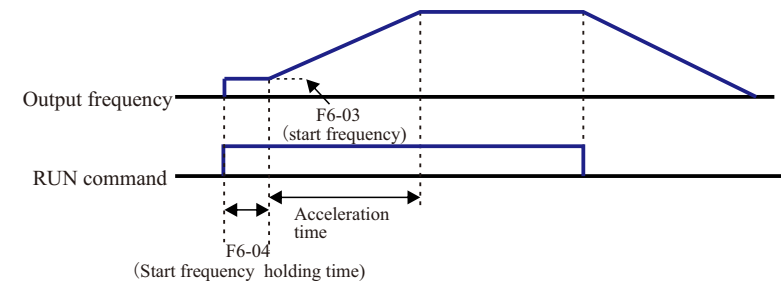 Output frequency
F6-03
(start frequency)
RUN command
Acceleration
time
F6-04
(Start frequency holding time)